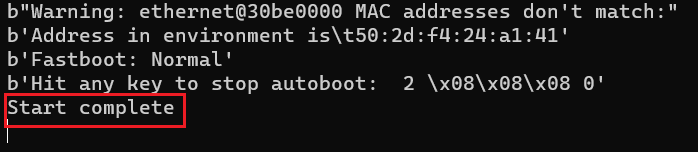 b"Warning: ethernet@30be0000 MAC addresses don't match:"
b'Address in environment is\t50:2d:f4:24:a1:41'
b'Fastboot: Normal'
b'Hit any key to stop autoboot:  2 \x08\x08\x08 0'
Start complete